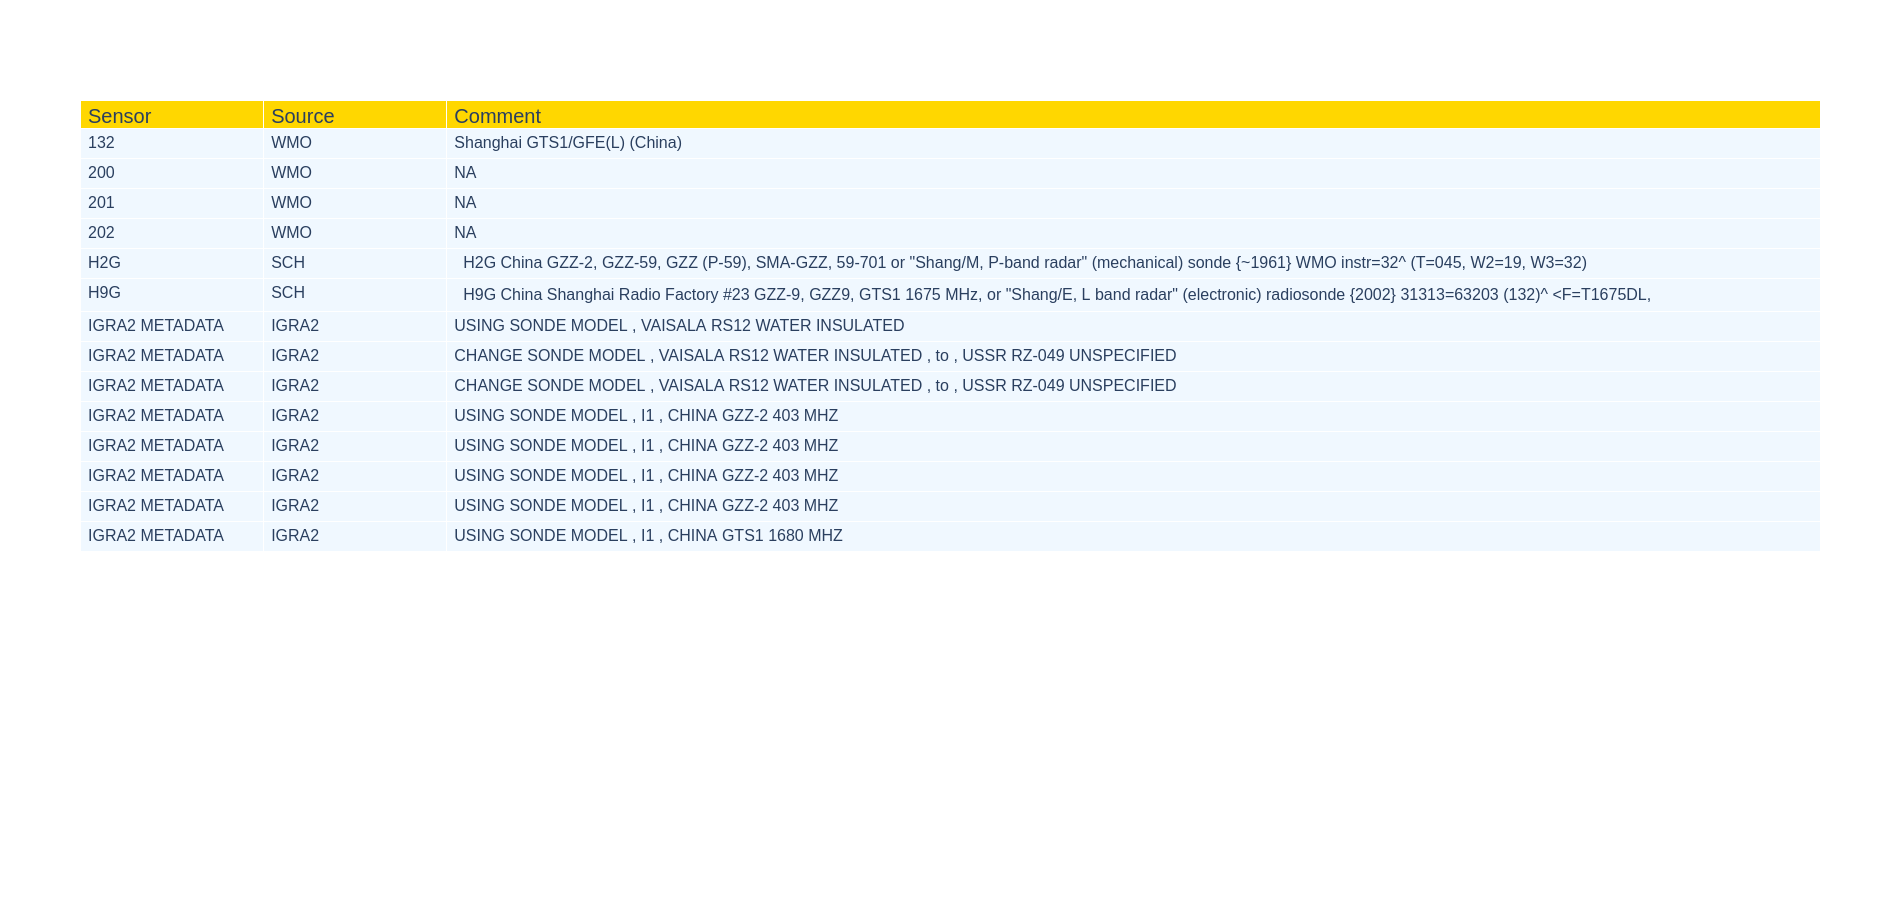 Sensor Source Comment
132 WMO Shanghai GTS1/GFE(L) (China)
200 WMO NA
201 WMO NA
202 WMO NA
H2G SCH H2G China GZZ-2, GZZ-59, GZZ (P-59), SMA-GZZ, 59-701 or "Shang/M, P-band radar" (mechanical) sonde {~1961} WMO instr=32^ (T=045, W2=19, W3=32)
H9G SCH H9G China Shanghai Radio Factory #23 GZZ-9, GZZ9, GTS1 1675 MHz, or "Shang/E, L band radar" (electronic) radiosonde {2002} 31313=63203 (132)^ <F=T1675DL,
IGRA2 METADATA IGRA2 USING SONDE MODEL , VAISALA RS12 WATER INSULATED
IGRA2 METADATA IGRA2 CHANGE SONDE MODEL , VAISALA RS12 WATER INSULATED , to , USSR RZ-049 UNSPECIFIED
IGRA2 METADATA IGRA2 CHANGE SONDE MODEL , VAISALA RS12 WATER INSULATED , to , USSR RZ-049 UNSPECIFIED
IGRA2 METADATA IGRA2 USING SONDE MODEL , I1 , CHINA GZZ-2 403 MHZ
IGRA2 METADATA IGRA2 USING SONDE MODEL , I1 , CHINA GZZ-2 403 MHZ
IGRA2 METADATA IGRA2 USING SONDE MODEL , I1 , CHINA GZZ-2 403 MHZ
IGRA2 METADATA IGRA2 USING SONDE MODEL , I1 , CHINA GZZ-2 403 MHZ
IGRA2 METADATA IGRA2 USING SONDE MODEL , I1 , CHINA GTS1 1680 MHZ